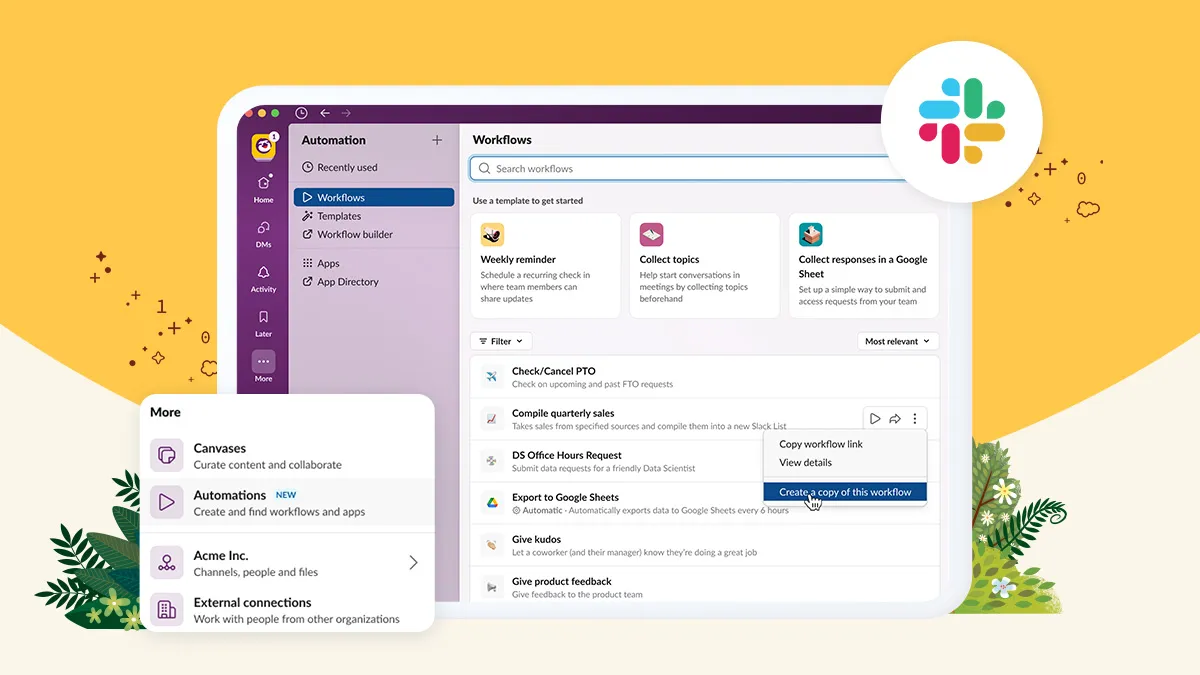 Automation
Recently used
Workflows
Templates
Workflow builder
Apps
App Directory
1
Home
DMs
Activity
Later
More
Workflows
Search workflows
Use a template to get started
Weekly reminder
Schedule a recurring check in
where team members can
share updates
Collect topics
Help start conversations in
meetings by collecting topics
beforehand
Collect responses in a Google
Sheet
Set up a simple way to submit and
access requests from your team
Filter
Most relevant
Check/Cancel PTO
Check on upcoming and past FTO requests
Compile quarterly sales
Takes sales from specified sources and compile them into a new Slack List
DS Office Hours Request
Submit data requests for a friendly Data Scientist
Export to Google Sheets
Automatic - Automatically exports data to Google Sheets every 6 hours
Give kudos
Let a coworker (and their manager) know they're doing a great job
Give product feedback
Give feedback to the product team
Copy workflow link
View details
Create a copy of this workflow
More
Canvases
Curate content and collaborate
Automations NEW
Create and find workflows and apps
Acme Inc.
Channels, people and files
External connections
Work with people from other organizations
1
0
1
0